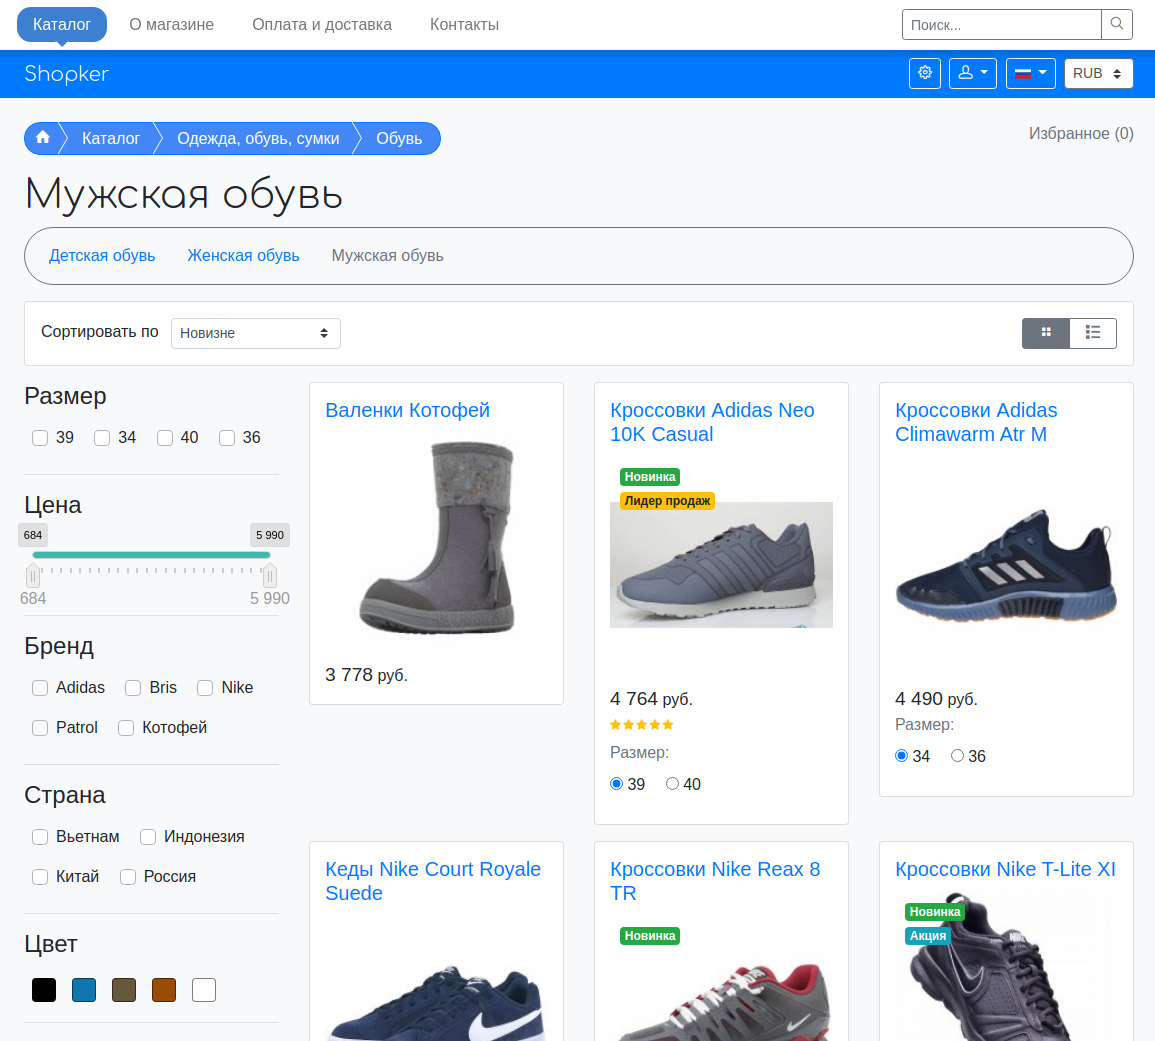 Каталог
О магазине
Оплата и доставка
Контакты
Поиск...
Shopker
RUB
Каталог
Одежда, обувь, сумки
Обувь
Избранное (0)
Мужская обувь
Детская обувь
Женская обувь
Мужская обувь
Сортировать по
Новизне
Размер
39
34
40
36
Цена
684
5 990
684
5 990
Бренд
Adidas
Bris
Nike
Patrol
Котофей
Страна
Вьетнам
Индонезия
Китай
Россия
Цвет
Валенки Котофей
3 778 руб.
Кроссовки Adidas Neo
10K Casual
Новинка
Лидер продаж
4 764 руб.
Размер:
39
40
Кроссовки Adidas
Climawarm Atr M
4 490 руб.
Размер:
34
36
Кеды Nike Court Royale
Suede
Кроссовки Nike Reax 8
TR
Новинка
Кроссовки Nike T-Lite XI
Новинка
Акция